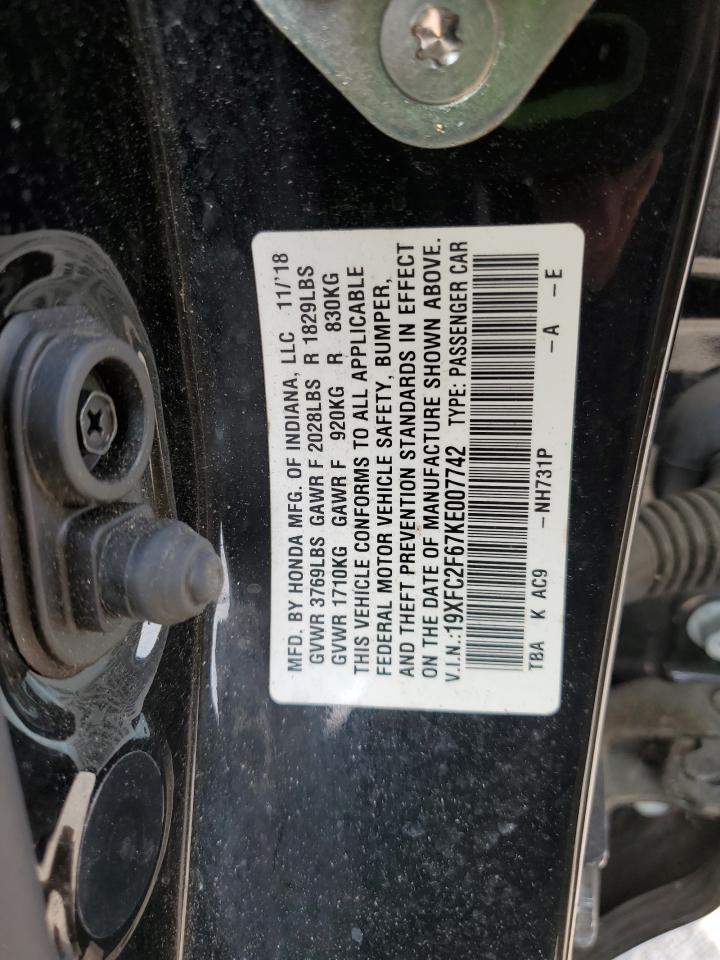 MFD. BY HONDA MFG. OF INDIANA, LLC 11/'18
GVWR 3769LBS GAWR F 2028LBS R 1829LBS
GVWR 1710KG GAWR F 920KG R 830KG
THIS VEHICLE CONFORMS TO ALL APPLICABLE
FEDERAL MOTOR VEHICLE SAFETY, BUMPER,
AND THEFT PREVENTION STANDARDS IN EFFECT
ON THE DATE OF MANUFACTURE SHOWN ABOVE.
V.I.N.:19XFC2F67KE007742 TYPE: PASSENGER CAR
TBA K AC9 -NH731P -A -E